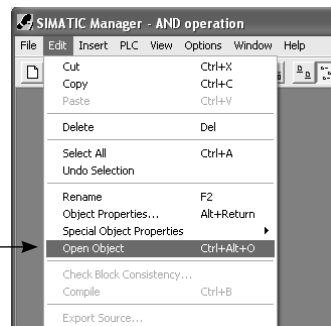 SIMATIC Manager - AND operation
File Edit Insert PLC View Options Window Help
Cut Ctrl+X
Copy Ctrl+C
Paste Ctrl+V
Delete Del
Select All Ctrl+A
Undo Selection
Rename F2
Object Properties... Alt+Return
Special Object Properties
Open Object Ctrl+Alt+O
Check Block Consistency...
Compile Ctrl+B
Export Source...